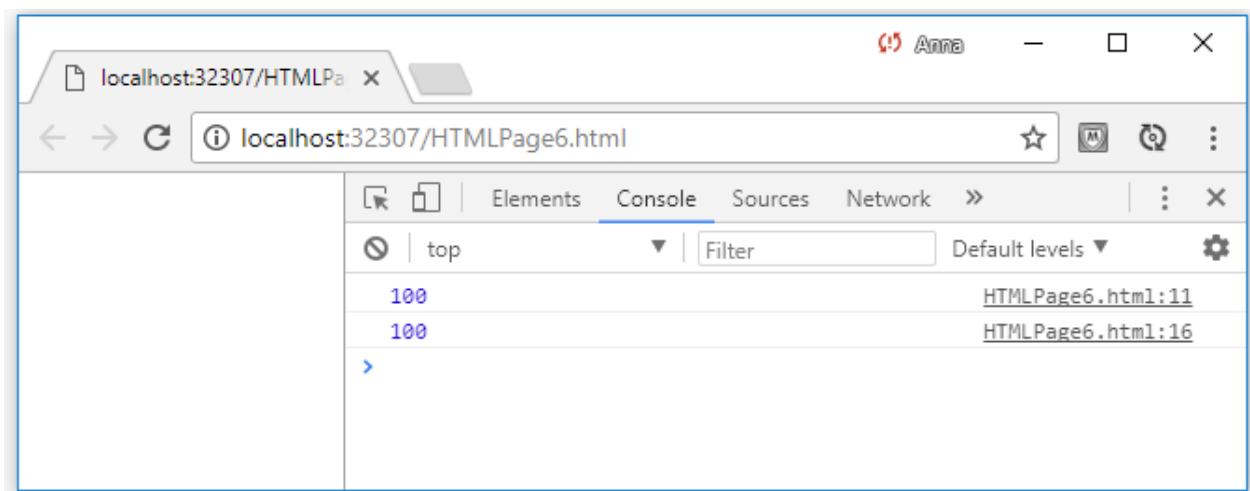 Anna
localhost:32307/HTMLPa
localhost:32307/HTMLPage6.html
Elements Console Sources Network »
top Filter Default levels
100 HTMLPage6.html:11
100 HTMLPage6.html:16
>